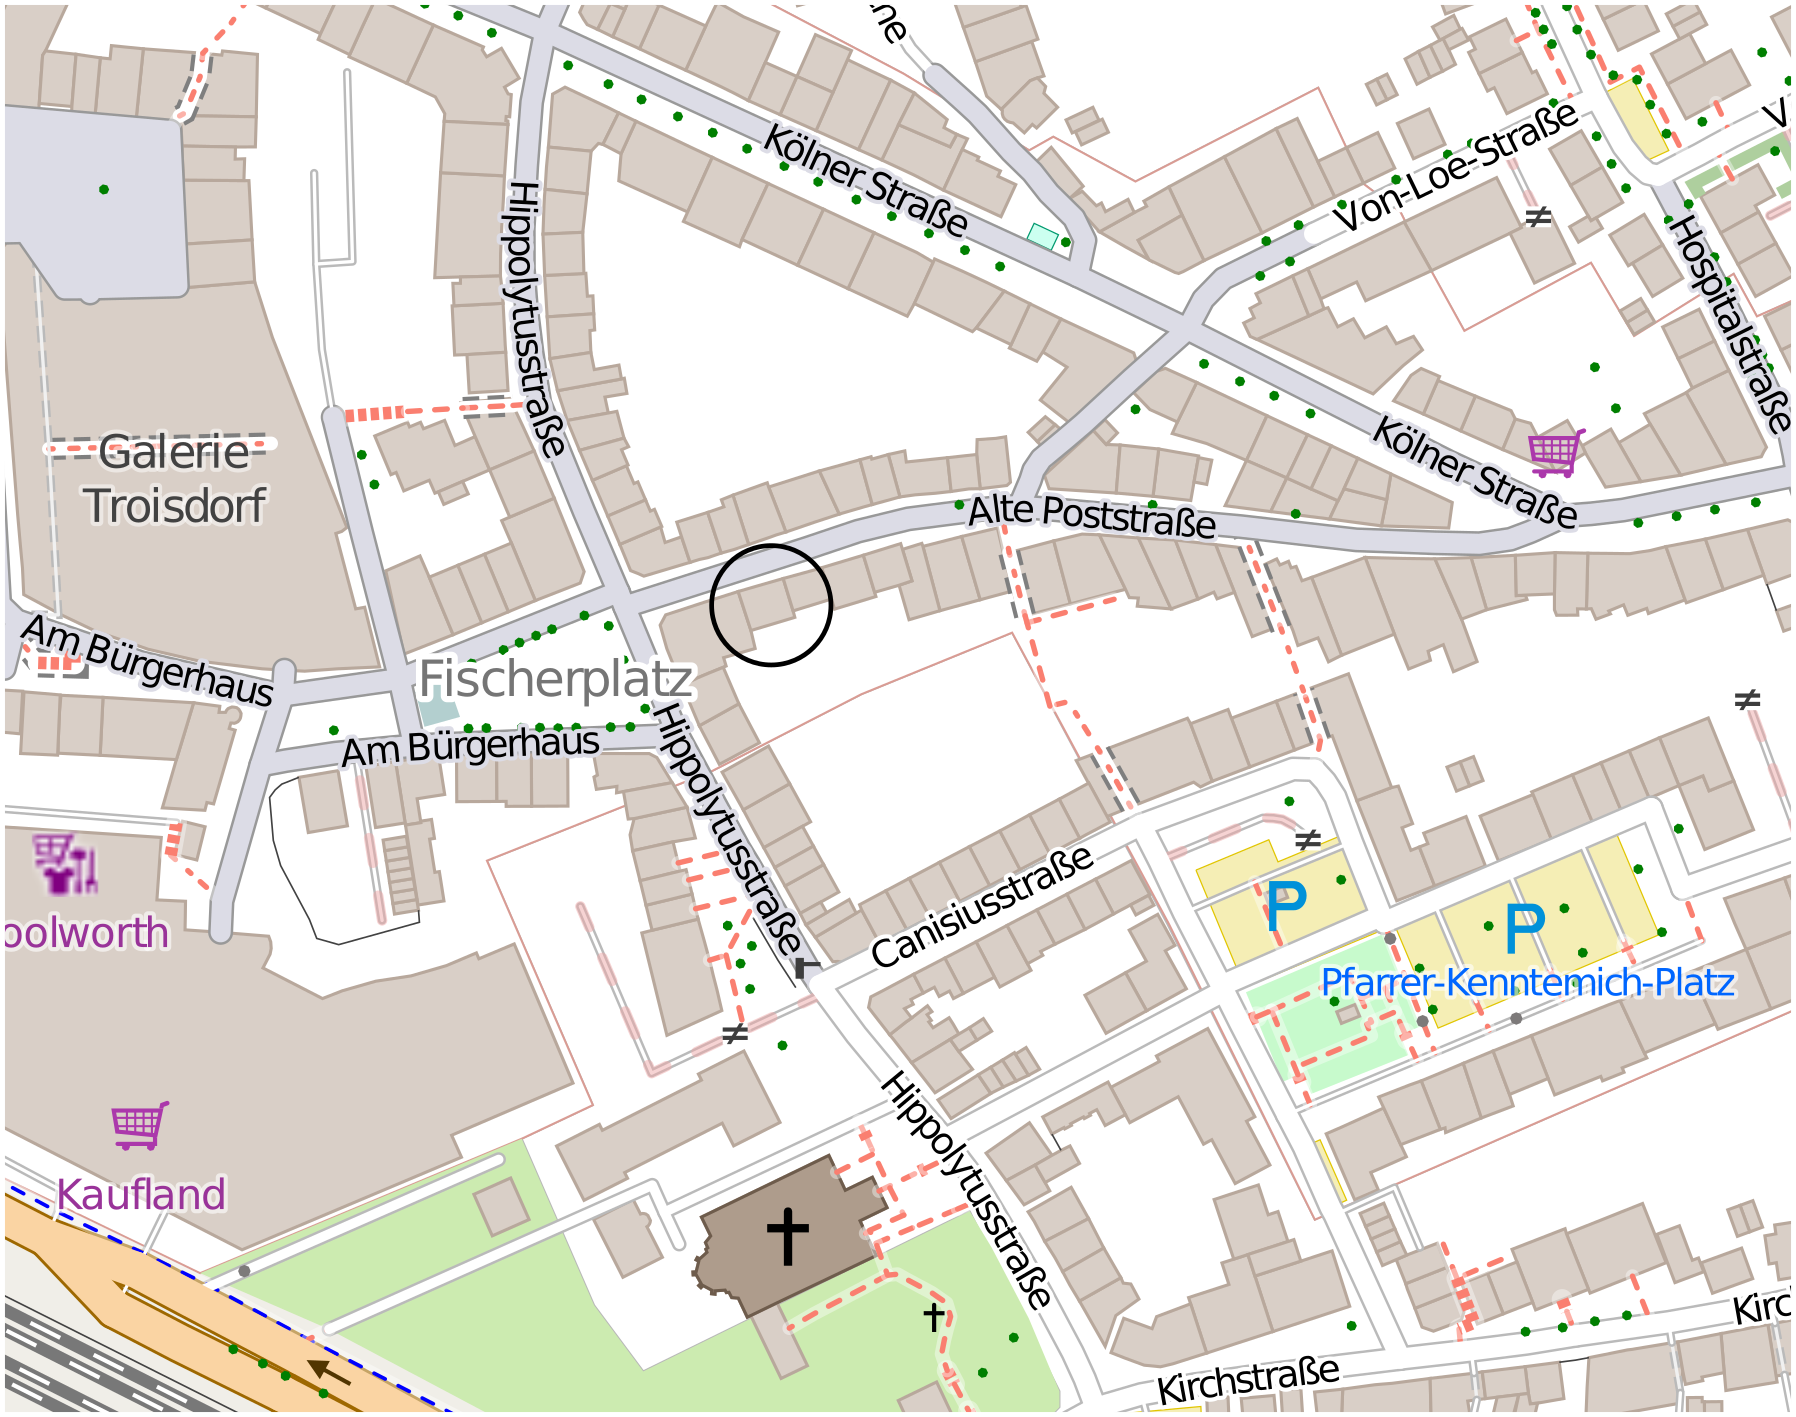 Kölner Straße
Von-Loe-Straße
Hippolytusstraße
Hospitalstraße
Galerie
Troisdorf
Kölner Straße
Alte Poststraße
Am Bürgerhaus
Fischerplatz
Am Bürgerhaus
Hippolytusstraße
Canisiusstraße
P
P
oolworth
Pfarrer-Kenntemich-Platz
Kaufland
Hippolytusstraße
Kirchstraße
Kirc